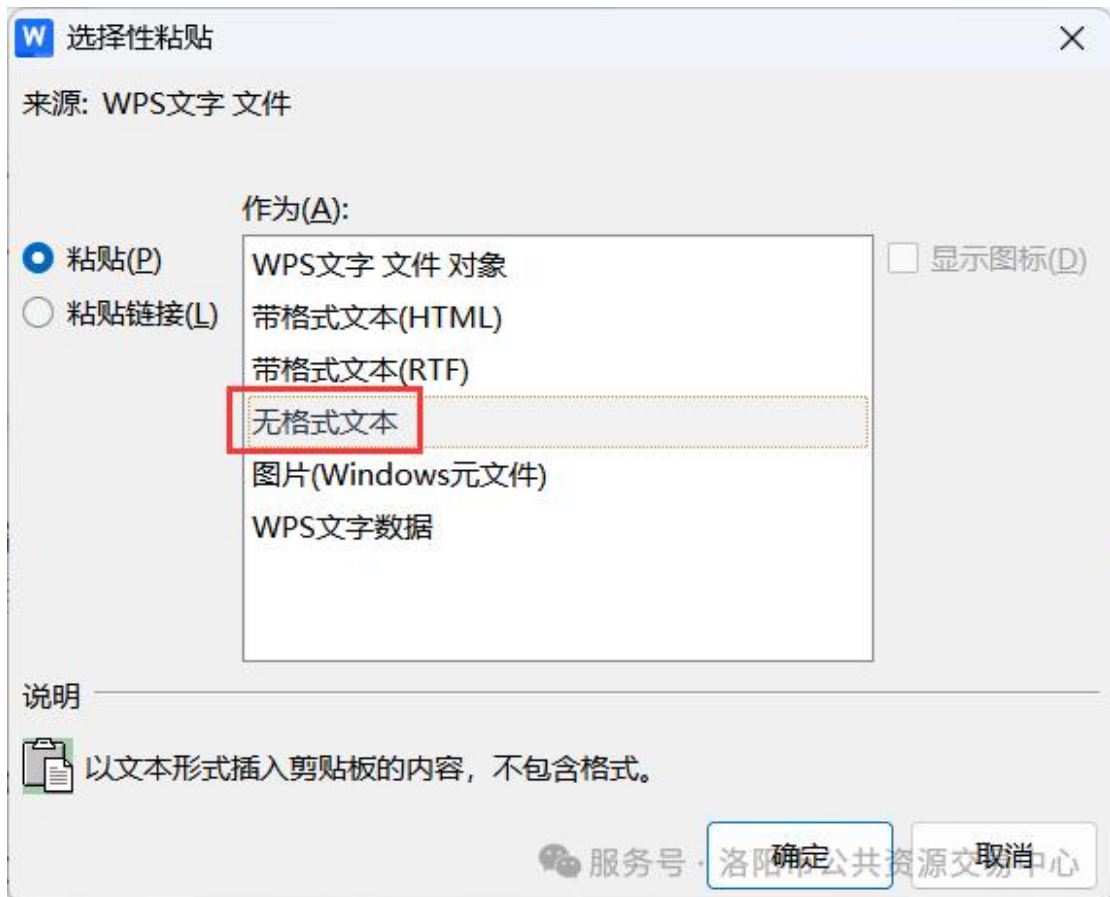 W 选择性粘贴
来源: WPS文字 文件
作为(A):
粘贴(P)
粘贴链接(L)
WPS文字 文件 对象
带格式文本(HTML)
带格式文本(RTF)
无格式文本
图片(Windows元文件)
WPS文字数据
显示图标(D)
说明
以文本形式插入剪贴板的内容，不包含格式。
确定
取消
服务号 · 洛阳市公共资源交易中心